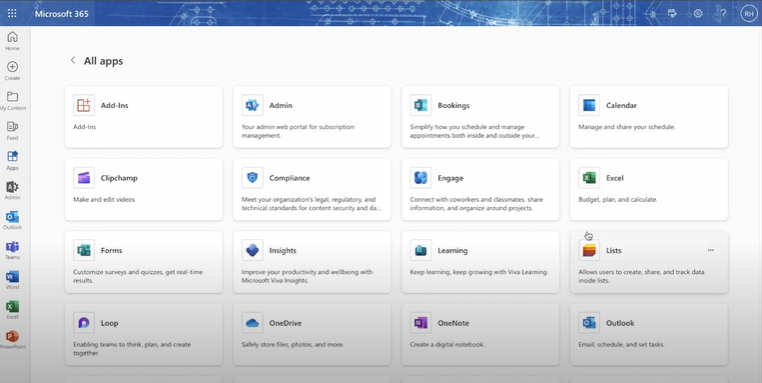 Microsoft 365
?
RH
Home
Create
My Content
Feed
Apps
Admin
Outlook
Teams
Word
Excel
PowerPoint
All apps
Add-Ins
Add-Ins
Admin
Your admin web portal for subscription
management.
Bookings
Simplify how you schedule and manage
appointments both inside and outside your...
Calendar
Manage and share your schedule.
Clipchamp
Make and edit videos.
Compliance
Meet your organization's legal, regulatory, and
technical standards for content security and da...
Engage
Connect with coworkers and classmates, share
information, and organize around projects.
Excel
Budget, plan, and calculate.
Forms
Customize surveys and quizzes, get real-time
results.
Insights
Improve your productivity and wellbeing with
Microsoft Viva Insights.
Learning
Keep learning, keep growing with Viva Learning.
Lists
...
Allows users to create, share, and track data
inside lists.
Loop
Enabling teams to think, plan, and create
together.
OneDrive
Safely store files, photos, and more.
OneNote
Create a digital notebook.
Outlook
Email, schedule, and set tasks.